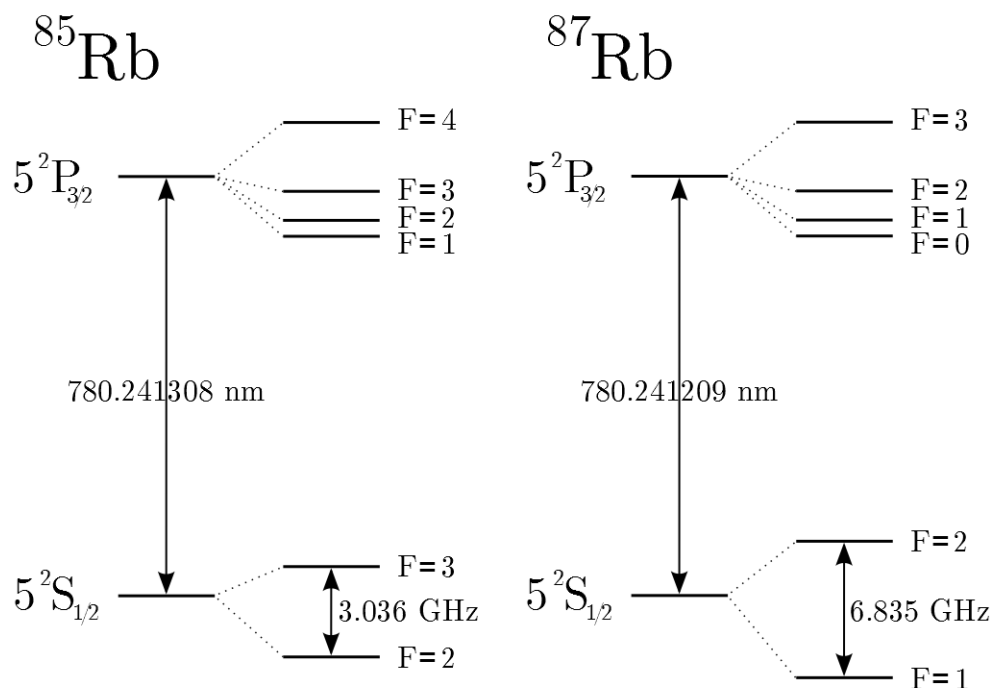 ⁸⁵Rb
F=4
5²P₃/₂
F=3
F=2
F=1
780.241308 nm
F=3
5²S₁/₂
3.036 GHz
F=2
⁸⁷Rb
F=3
5²P₃/₂
F=2
F=1
F=0
780.241209 nm
F=2
5²S₁/₂
6.835 GHz
F=1